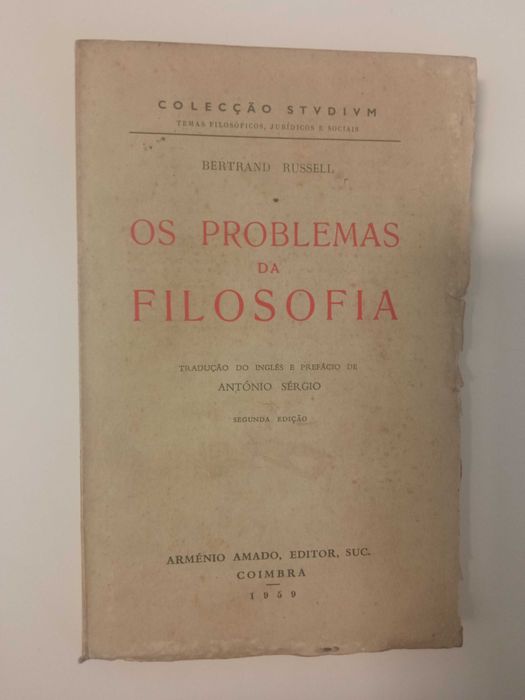 COLECÇÃO STVDIVM
TEMAS FILOSÓFICOS, JURÍDICOS E SOCIAIS
BERTRAND RUSSELL
OS PROBLEMAS
DA
FILOSOFIA
TRADUÇÃO DO INGLÊS E PREFÁCIO DE
ANTÓNIO SÉRGIO
SEGUNDA EDIÇÃO
ARMÉNIO AMADO, EDITOR, SUC.
COIMBRA
1959